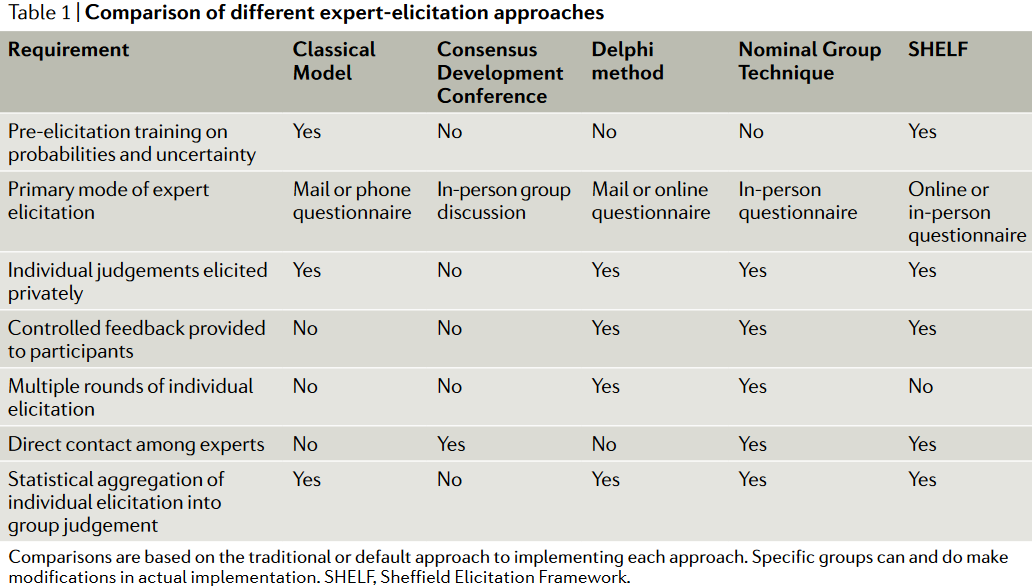 Table 1 | Comparison of different expert-elicitation approaches
Requirement Classical Model Consensus Development Conference Delphi method Nominal Group Technique SHELF
Pre-elicitation training on probabilities and uncertainty Yes No No No Yes
Primary mode of expert elicitation Mail or phone questionnaire In-person group discussion Mail or online questionnaire In-person questionnaire Online or in-person questionnaire
Individual judgements elicited privately Yes No Yes Yes Yes
Controlled feedback provided to participants No No Yes Yes Yes
Multiple rounds of individual elicitation No No Yes Yes No
Direct contact among experts No Yes No Yes Yes
Statistical aggregation of individual elicitation into group judgement Yes No Yes Yes Yes
Comparisons are based on the traditional or default approach to implementing each approach. Specific groups can and do make
modifications in actual implementation. SHELF, Sheffield Elicitation Framework.